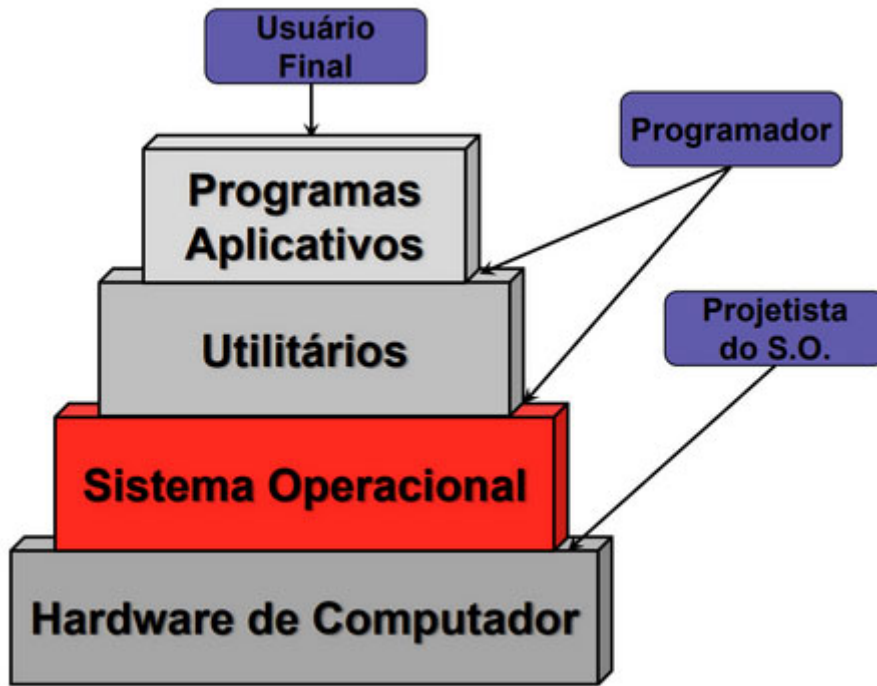 Usuário
Final
Programador
Programas
Aplicativos
Projetista
do S.O.
Utilitários
Sistema Operacional
Hardware de Computador